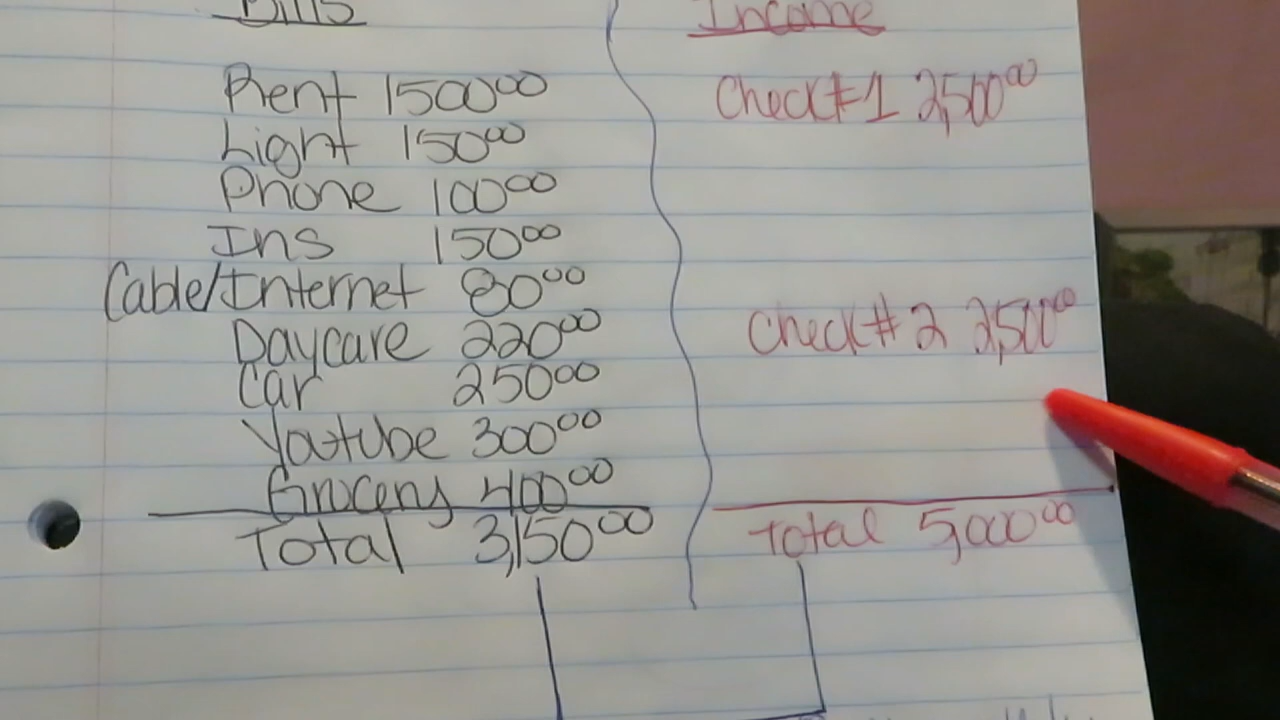 Bills
Rent 1500.00
Light 150.00
Phone 100.00
Ins 150.00
Cable/Internet 80.00
Daycare 220.00
Car 250.00
Youtube 300.00
Grocery 400.00
Total 3,150.00
Income
Check #1 2,500.00
Check # 2 2,500.00
Total 5,000.00